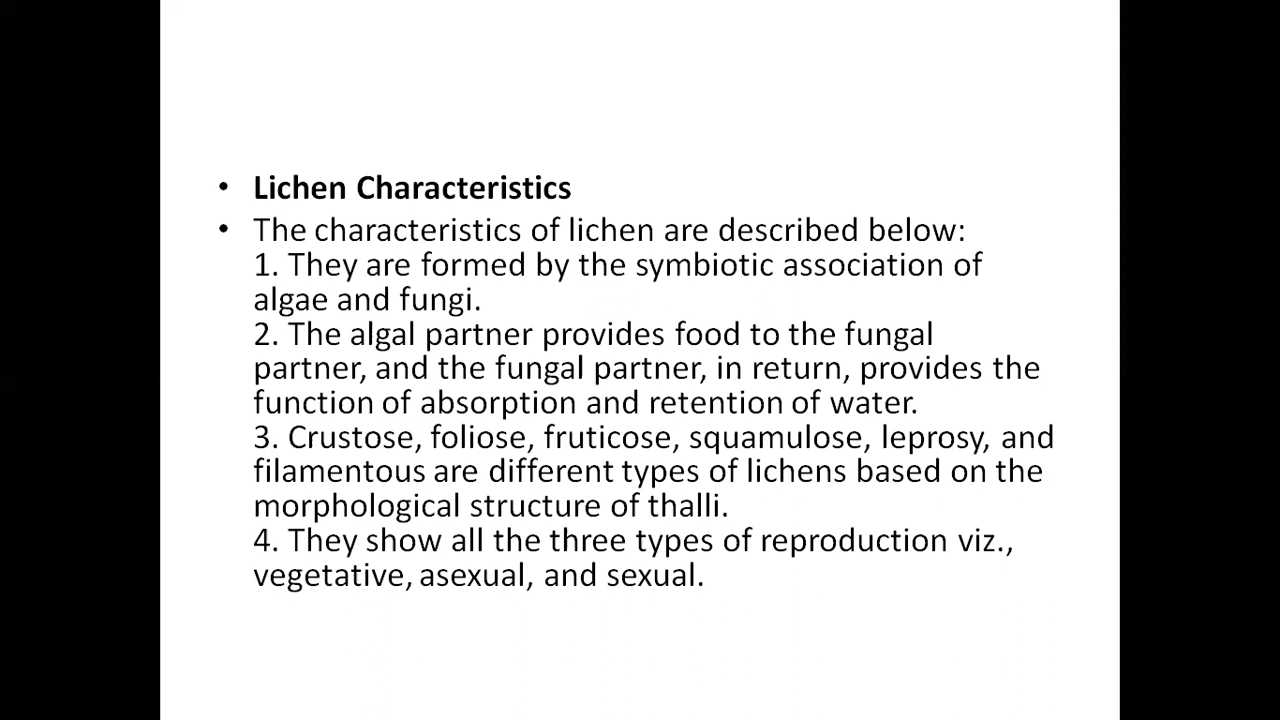 • Lichen Characteristics
• The characteristics of lichen are described below:
1. They are formed by the symbiotic association of
algae and fungi.
2. The algal partner provides food to the fungal
partner, and the fungal partner, in return, provides the
function of absorption and retention of water.
3. Crustose, foliose, fruticose, squamulose, leprosy, and
filamentous are different types of lichens based on the
morphological structure of thalli.
4. They show all the three types of reproduction viz.,
vegetative, asexual, and sexual.